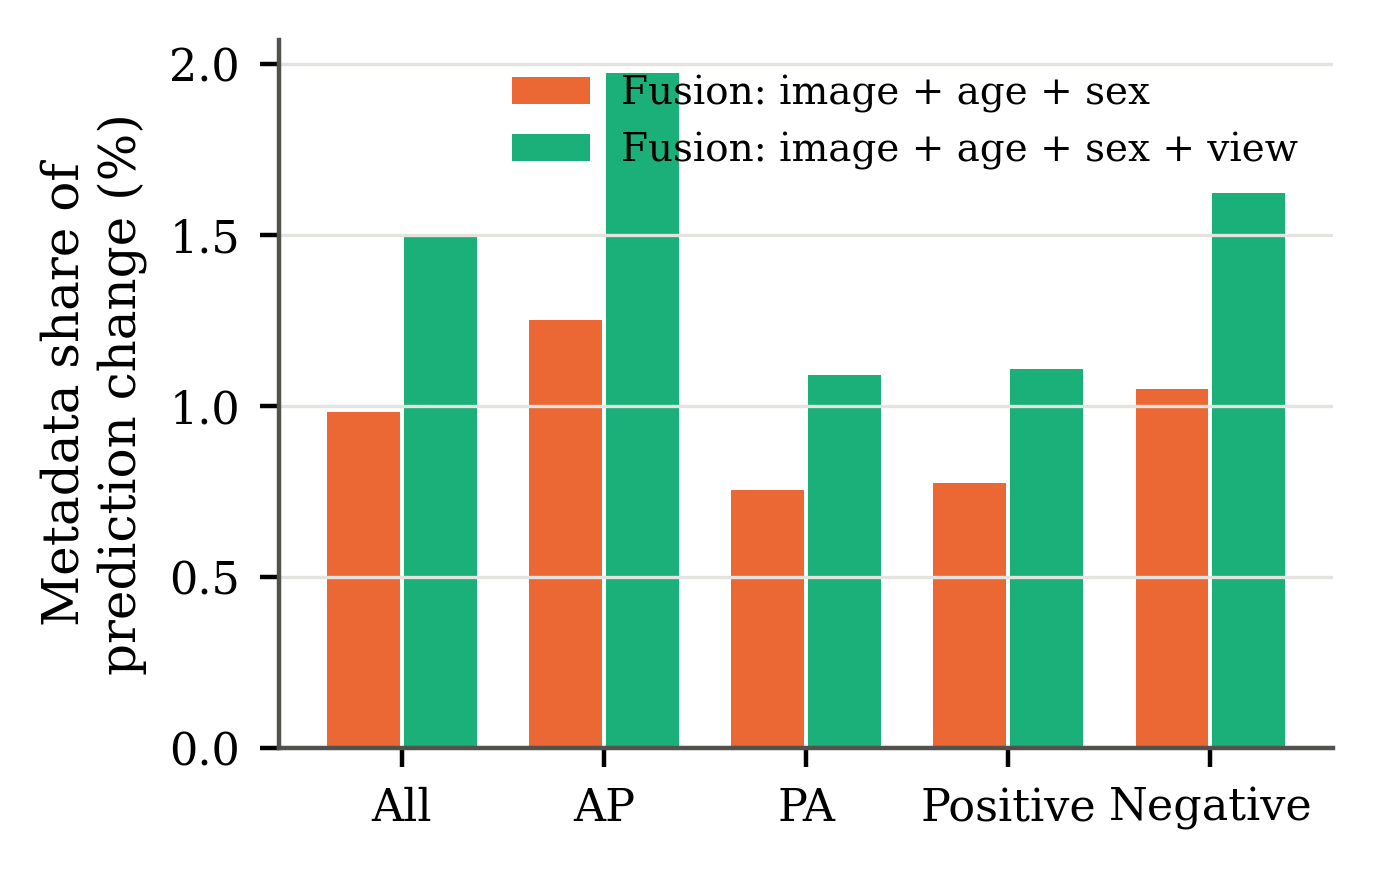 Metadata share of
prediction change (%)
2.0
1.5
1.0
0.5
0.0
Fusion: image + age + sex
Fusion: image + age + sex + view
All
AP
PA
Positive
Negative